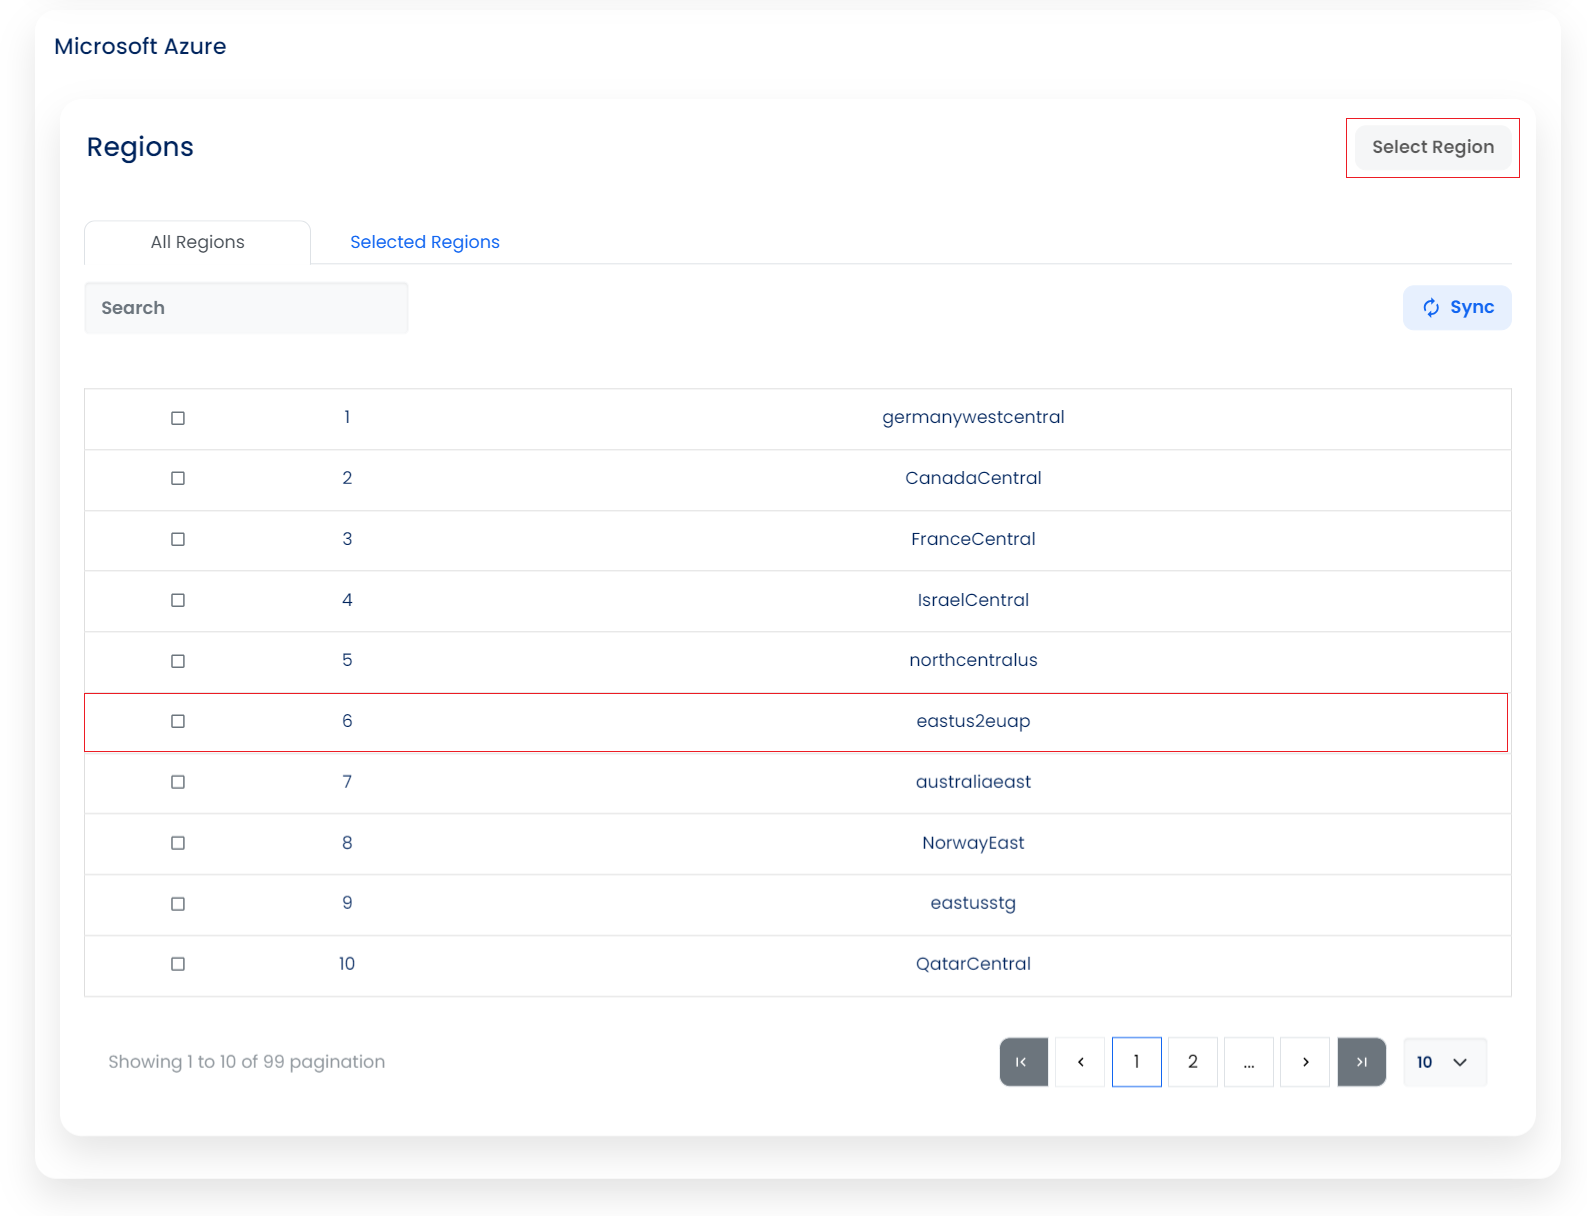 Microsoft Azure
Regions
Select Region
All Regions
Selected Regions
Search
Sync
1 germanywestcentral
2 CanadaCentral
3 FranceCentral
4 IsraelCentral
5 northcentralus
6 eastus2euap
7 australiaeast
8 NorwayEast
9 eastusstg
10 QatarCentral
Showing 1 to 10 of 99 pagination
1 2 ... 10